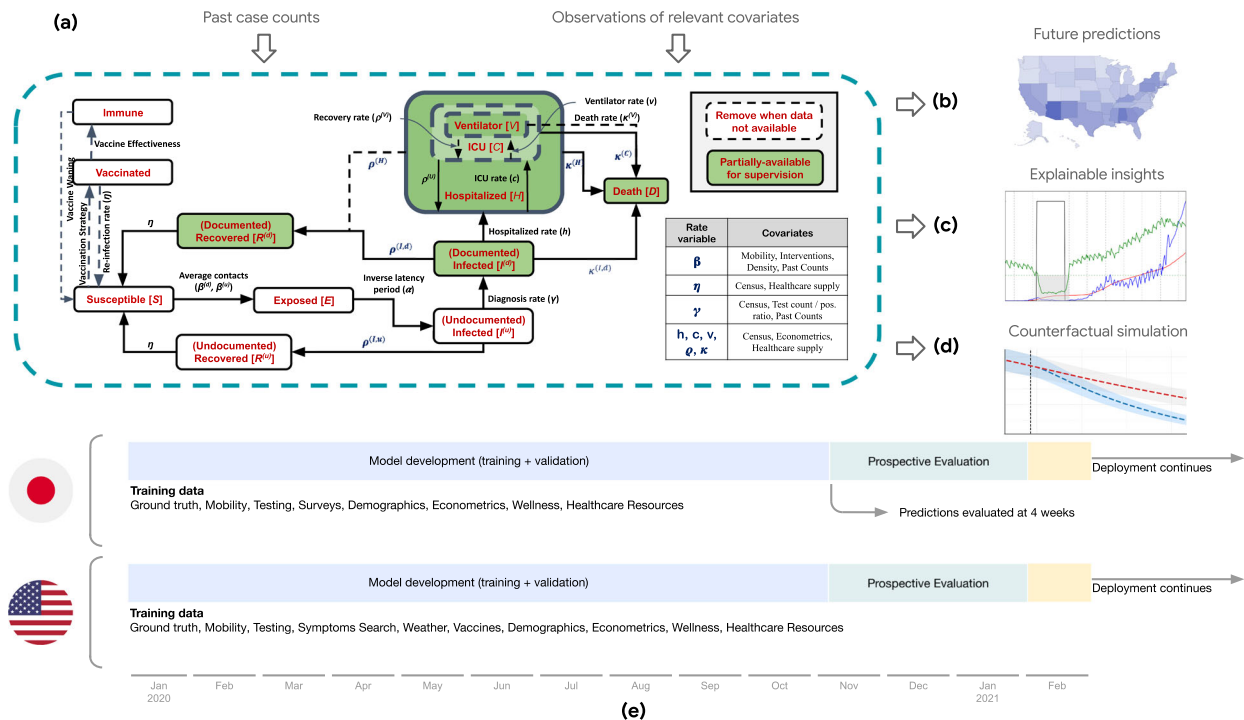 (a)
Past case counts
Observations of relevant covariates
Future predictions
(b)
Explainable insights
(c)
Counterfactual simulation
(d)
Immune
Vaccine Effectiveness
Vaccinated
Vaccine Waning
Vaccination Strategy
Re-infection rate (η)
Susceptible [S]
η
(Documented)
Recovered [R(d)]
Average contacts
(β(d), β(u))
Exposed [E]
η
(Undocumented)
Recovered [R(u)]
ρ(I,u)
Inverse latency
period (α)
(Undocumented)
Infected [I(u)]
Diagnosis rate (γ)
(Documented)
Infected [I(d)]
ρ(I,d)
κ(I,d)
Hospitalized rate (h)
Recovery rate (ρ(V))
Ventilator rate (v)
Death rate (κ(V))
Ventilator [V]
ICU [C]
ρ(H)
ρ(U)
ICU rate (c)
Hospitalized [H]
κ(H)
κ(C)
Death [D]
Remove when data
not available
Partially-available
for supervision
Rate
variable
Covariates
β
Mobility, Interventions,
Density, Past Counts
η
Census, Healthcare supply
γ
Census, Test count / pos.
ratio, Past Counts
h, c, v,
ϱ, κ
Census, Econometrics,
Healthcare supply
Model development (training + validation)
Prospective Evaluation
Deployment continues
Training data
Ground truth, Mobility, Testing, Surveys, Demographics, Econometrics, Wellness, Healthcare Resources
Predictions evaluated at 4 weeks
Model development (training + validation)
Prospective Evaluation
Deployment continues
Training data
Ground truth, Mobility, Testing, Symptoms Search, Weather, Vaccines, Demographics, Econometrics, Wellness, Healthcare Resources
Jan
2020
Feb
Mar
Apr
May
Jun
Jul
Aug
Sep
Oct
Nov
Dec
Jan
2021
Feb
(e)